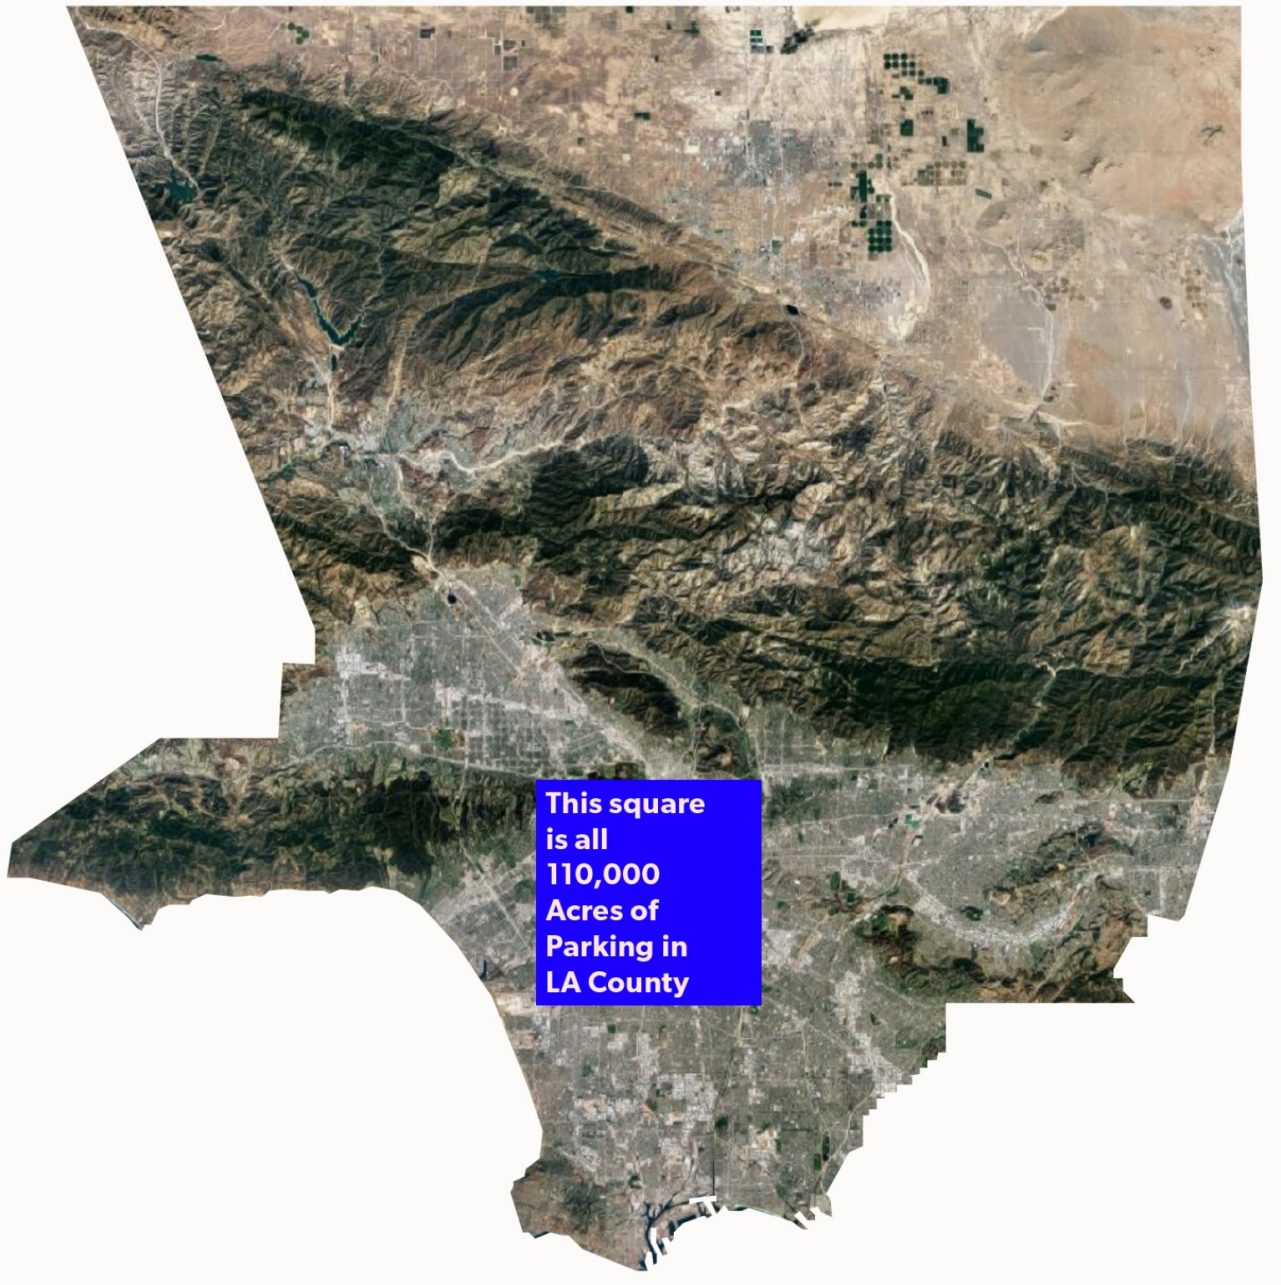 This square
is all
110,000
Acres of
Parking in
LA County